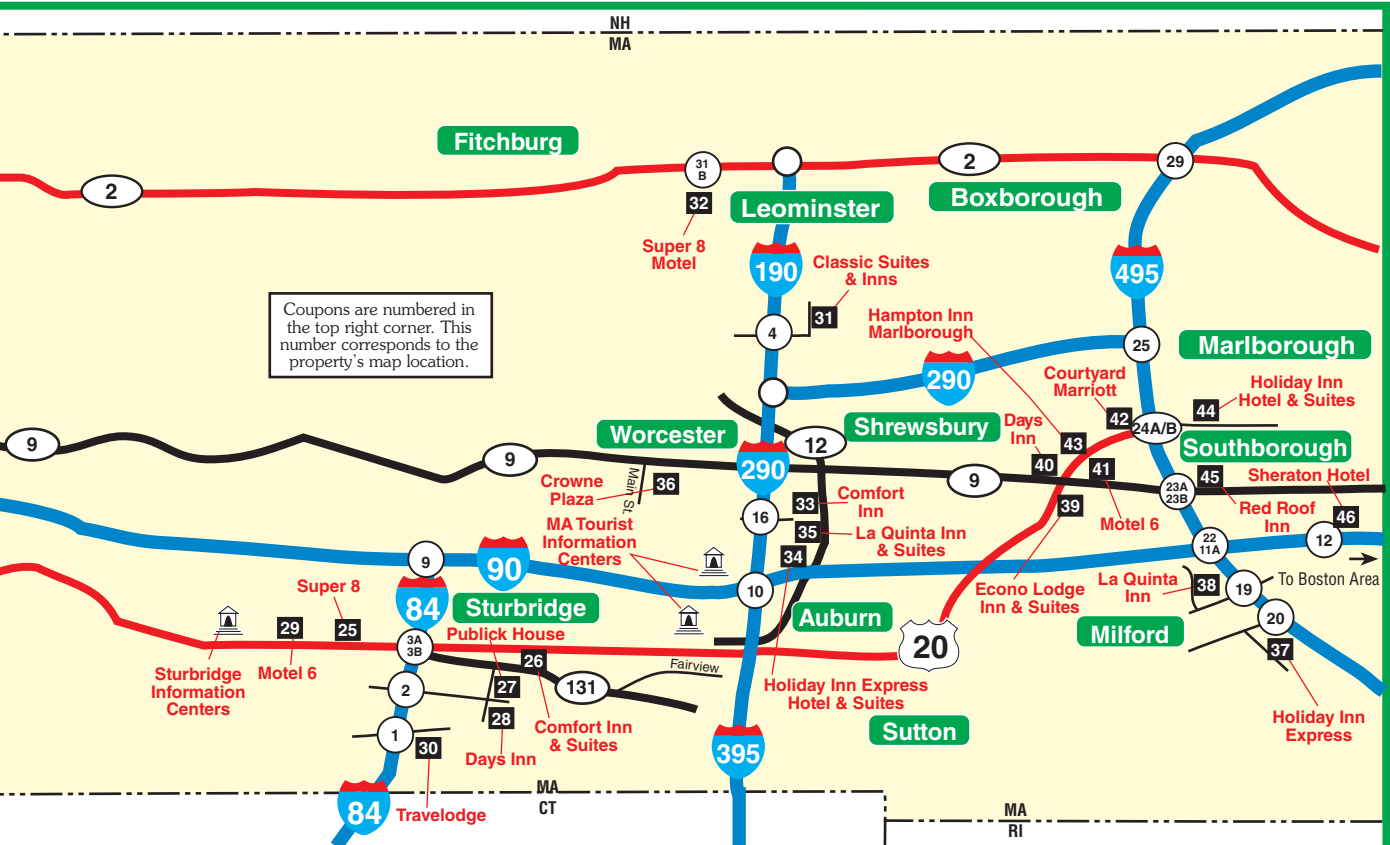 NH
MA
Fitchburg
2
31
B
32
Super 8
Motel
Leominster
2
Boxborough
29
190
495
Classic Suites
& Inns
31
4
Coupons are numbered in
the top right corner. This
number corresponds to the
property's map location.
Hampton Inn
Marlborough
25
Marlborough
290
Courtyard
Marriott
42
24A/B
44
Holiday Inn
Hotel & Suites
9
9
Worcester
12
Shrewsbury
Days
Inn
40
43
Southborough
290
9
41
Motel 6
23A
23B
45
Red Roof
Inn
Sheraton Hotel
46
Crowne
Plaza
36
Main St.
33
Comfort
Inn
16
35
La Quinta Inn
& Suites
34
39
Econo Lodge
Inn & Suites
MA Tourist
Information
Centers
22
11A
12
To Boston Area
9
90
84
Sturbridge
10
Auburn
La Quinta
Inn
38
19
20
Milford
37
Holiday Inn
Express
Super 8
25
29
Motel 6
Sturbridge
Information
Centers
3A
3B
Publick House
26
27
28
Days Inn
Comfort Inn
& Suites
131
Fairview
20
Holiday Inn Express
Hotel & Suites
Sutton
2
1
30
Travelodge
395
84
MA
CT
MA
RI